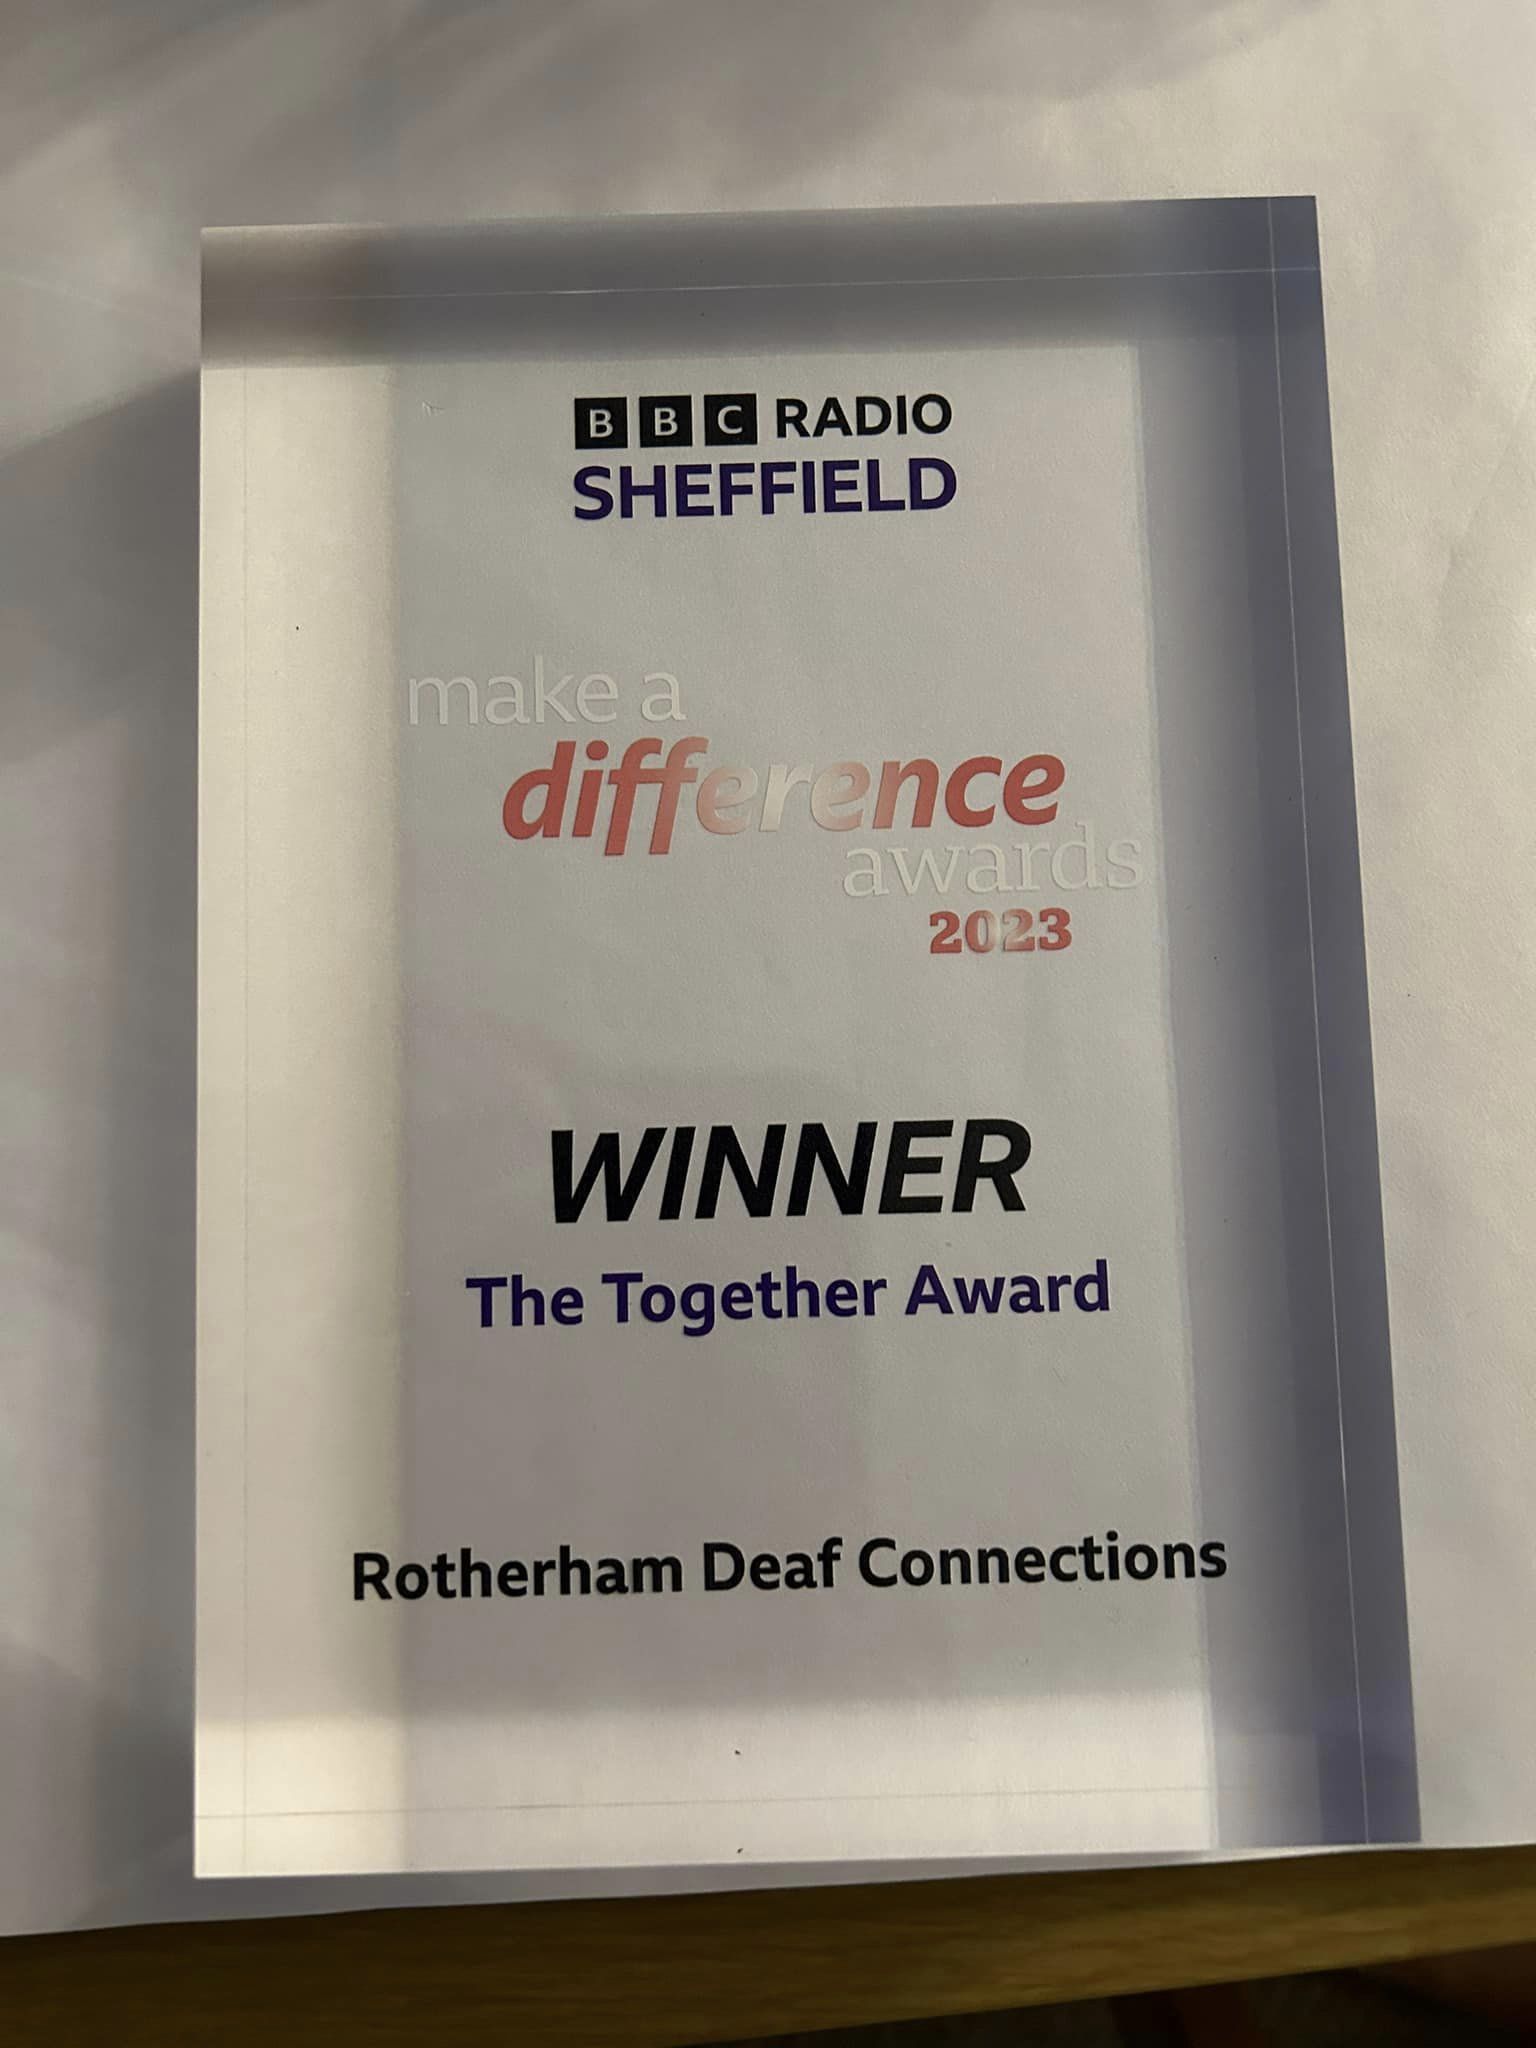 BBC RADIO
SHEFFIELD
make a
difference
awards
2023
WINNER
The Together Award
Rotherham Deaf Connections